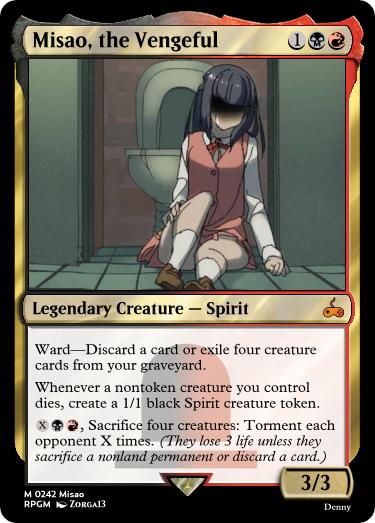 Misao, the Vengeful 1BR
Legendary Creature — Spirit
Ward—Discard a card or exile four creature
cards from your graveyard.
Whenever a nontoken creature you control
dies, create a 1/1 black Spirit creature token.
X, Sacrifice four creatures: Torment each
opponent X times. (They lose 3 life unless they
sacrifice a nonland permanent or discard a card.)
3/3
M 0242 Misao
RPGM Zorga13
Denny